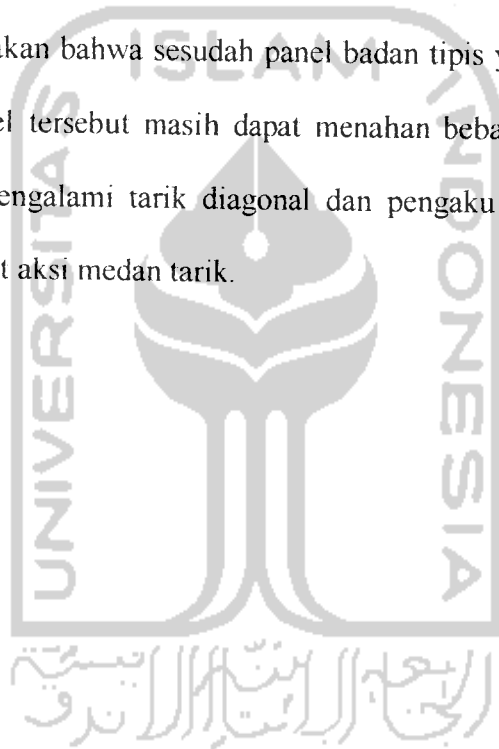 akan bahwa sesudah panel badan tipis
el tersebut masih dapat menahan beba
engalami tarik diagonal dan pengaku
t aksi medan tarik.
ISLAM
UNIVERSITAS
INDONESIA